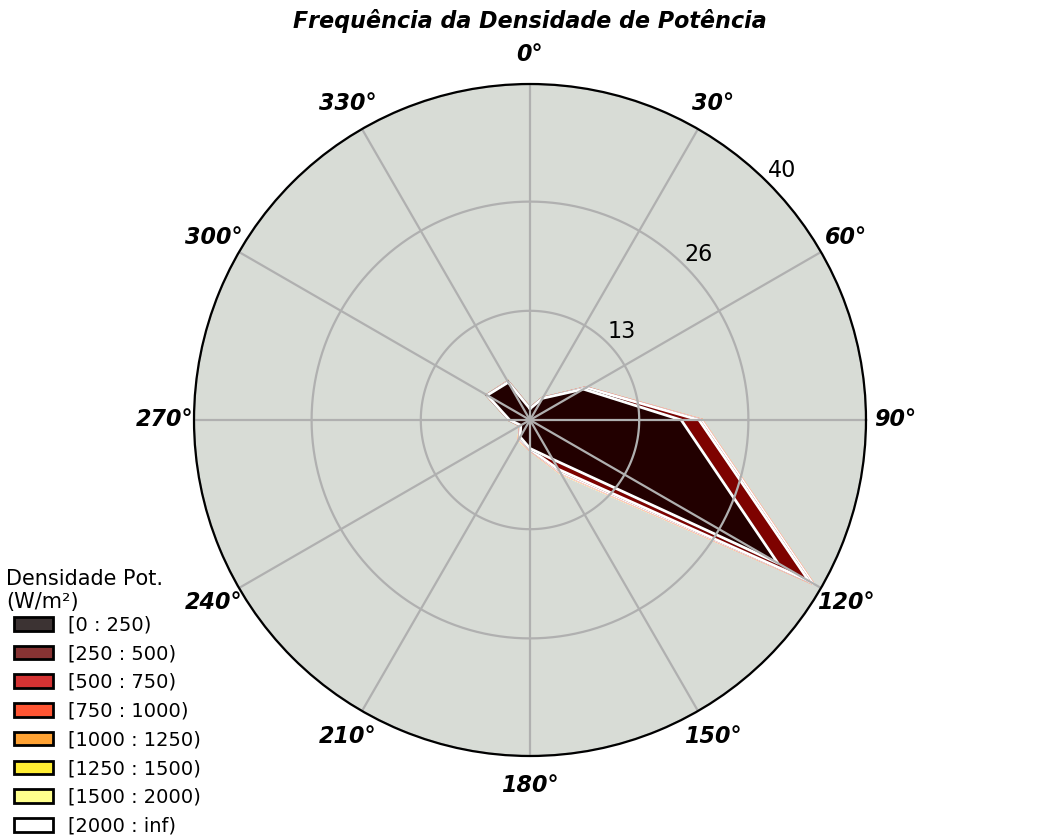 Frequência da Densidade de Potência
0°
330°
30°
40
300°
60°
26
13
270°
90°
240°
120°
210°
150°
180°
Densidade Pot.
(W/m²)
[0 : 250)
[250 : 500)
[500 : 750)
[750 : 1000)
[1000 : 1250)
[1250 : 1500)
[1500 : 2000)
[2000 : inf)